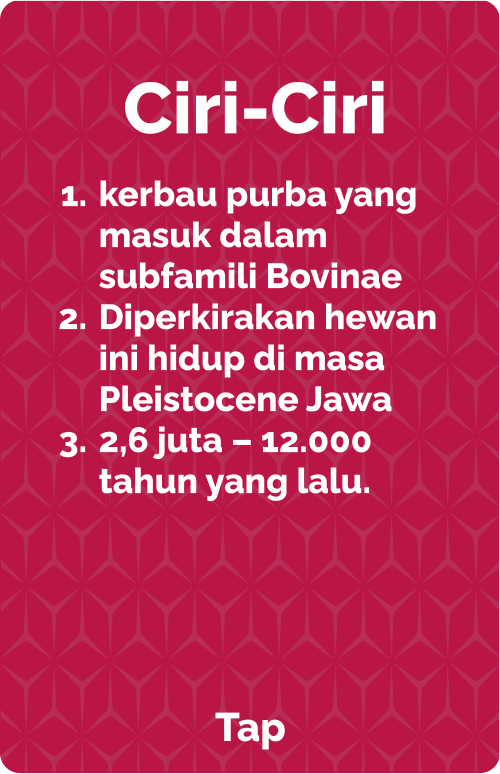 Ciri-Ciri
1. kerbau purba yang
masuk dalam
subfamili Bovinae
2. Diperkirakan hewan
ini hidup di masa
Pleistocene Jawa
3. 2,6 juta – 12.000
tahun yang lalu.
Tap